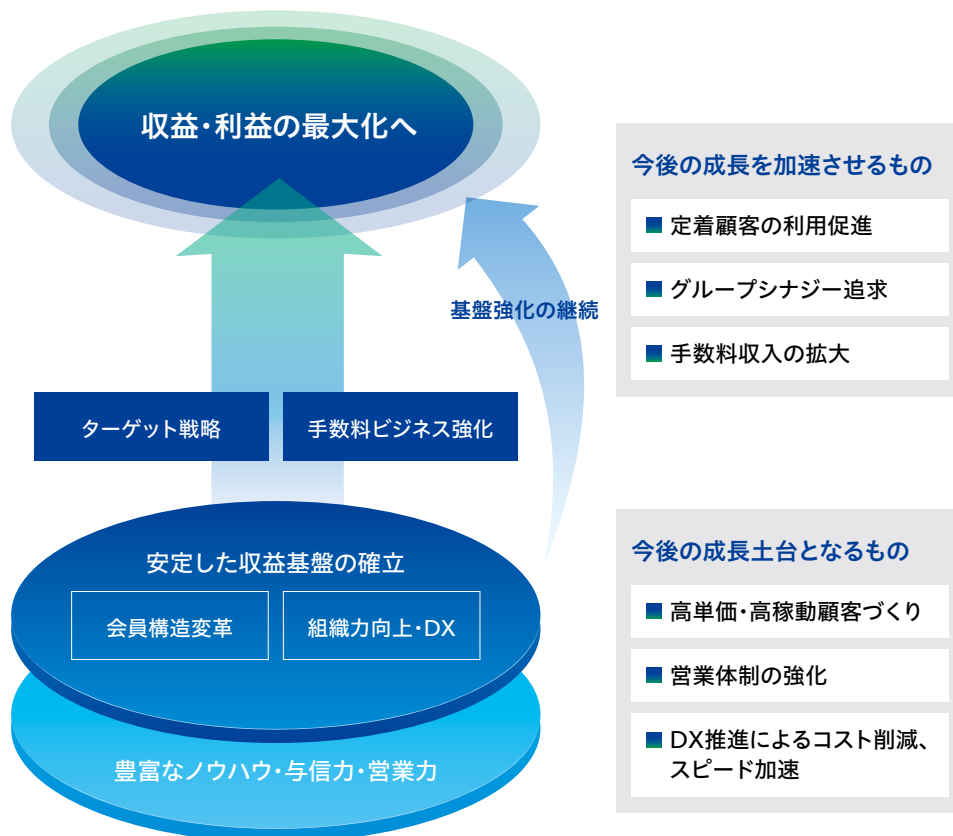 収益・利益の最大化へ
基盤強化の継続
ターゲット戦略
手数料ビジネス強化
安定した収益基盤の確立
会員構造変革
組織力向上・DX
豊富なノウハウ・与信力・営業力
今後の成長を加速させるもの
定着顧客の利用促進
グループシナジー追求
手数料収入の拡大
今後の成長土台となるもの
高単価・高稼動顧客づくり
営業体制の強化
DX推進によるコスト削減、
スピード加速